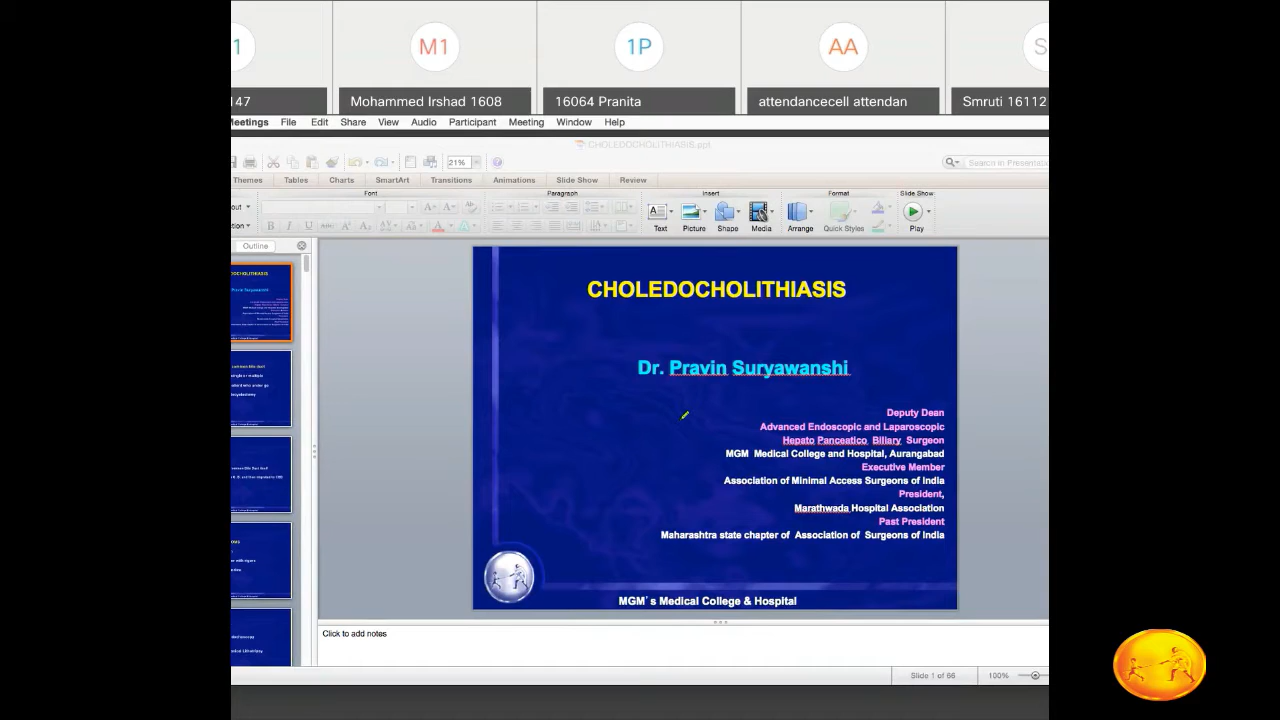 1
M1
1P
AA
S
147
Mohammed Irshad 1608
16064 Pranita
attendancecell attendan
Smruti 16112
Meetings File Edit Share View Audio Participant Meeting Window Help
CHOLEDOCHOLITHIASIS.ppt
21%
Search in Presentatio
Themes Tables Charts SmartArt Transitions Animations Slide Show Review
Font Paragraph Insert Format Slide Show
out
ition
B I U ABC
Text Picture Shape Media Arrange Quick Styles Play
Outline
CHOLEDOCHOLITHIASIS
Dr. Pravin Suryawanshi
Deputy Dean
Advanced Endoscopic and Laparoscopic
Hepato Panceatico Biliary Surgeon
MGM Medical College and Hospital, Aurangabad
Executive Member
Association of Minimal Access Surgeons of India
President,
Marathwada Hospital Association
Past President
Maharashtra state chapter of Association of Surgeons of India
MGM's Medical College & Hospital
Click to add notes
Slide 1 of 66
100%